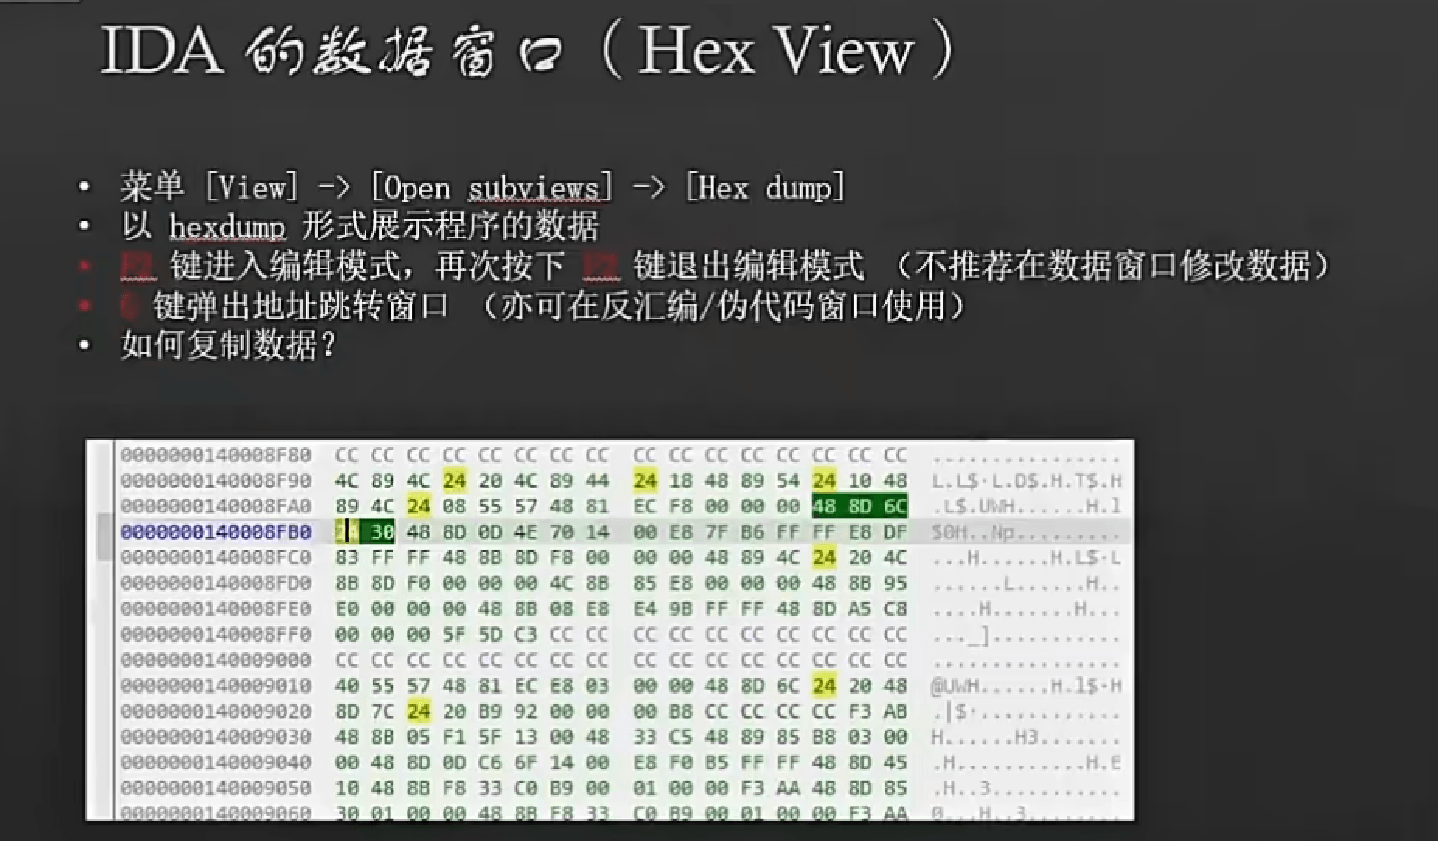 IDA 的数据窗口（Hex View）
• 菜单 [View] -> [Open subviews] -> [Hex dump]
• 以 hexdump 形式展示程序的数据
• 键进入编辑模式，再次按下 键退出编辑模式 （不推荐在数据窗口修改数据）
• 键弹出地址跳转窗口 （亦可在反汇编/伪代码窗口使用）
• 如何复制数据？
0000000140008F80 CC CC CC CC CC CC CC CC CC CC CC CC CC CC CC CC ................
0000000140008F90 4C 89 4C 24 20 4C 89 44 24 18 48 89 54 24 10 48 L.L$·L.D$.H.T$.H
0000000140008FA0 89 4C 24 08 55 57 48 81 EC F8 00 00 00 48 8D 6C .L$.UWH......H.l
0000000140008FB0 30 48 8D 0D 4E 70 14 00 E8 7F B6 FF FF E8 DF $0H..Np.........
0000000140008FC0 83 FF FF 48 8B 8D F8 00 00 00 48 89 4C 24 20 4C ...H......H.L$·L
0000000140008FD0 8B 8D F0 00 00 00 4C 8B 85 E8 00 00 00 48 8B 95 ......L......H..
0000000140008FE0 E0 00 00 00 48 8B 08 E8 E4 9B FF FF 48 8D A5 C8 ....H.......H...
0000000140008FF0 00 00 00 5F 5D C3 CC CC CC CC CC CC CC CC CC CC ..._]...........
0000000140009000 CC CC CC CC CC CC CC CC CC CC CC CC CC CC CC CC ................
0000000140009010 40 55 57 48 81 EC E8 03 00 00 48 8D 6C 24 20 48 @UWH......H.l$·H
0000000140009020 8D 7C 24 20 B9 92 00 00 00 B8 CC CC CC CC F3 AB .|$·............
0000000140009030 48 8B 05 F1 5F 13 00 48 33 C5 48 89 85 B8 03 00 H......H3.......
0000000140009040 00 48 8D 0D C6 6F 14 00 E8 F0 B5 FF FF 48 8D 45 .H...........H.E
0000000140009050 10 48 8B F8 33 C0 B9 00 01 00 00 F3 AA 48 8D 85 .H..3...........
0000000140009060 30 01 00 00 48 8B F8 33 C0 B9 00 01 00 00 F3 AA 0...H..3........